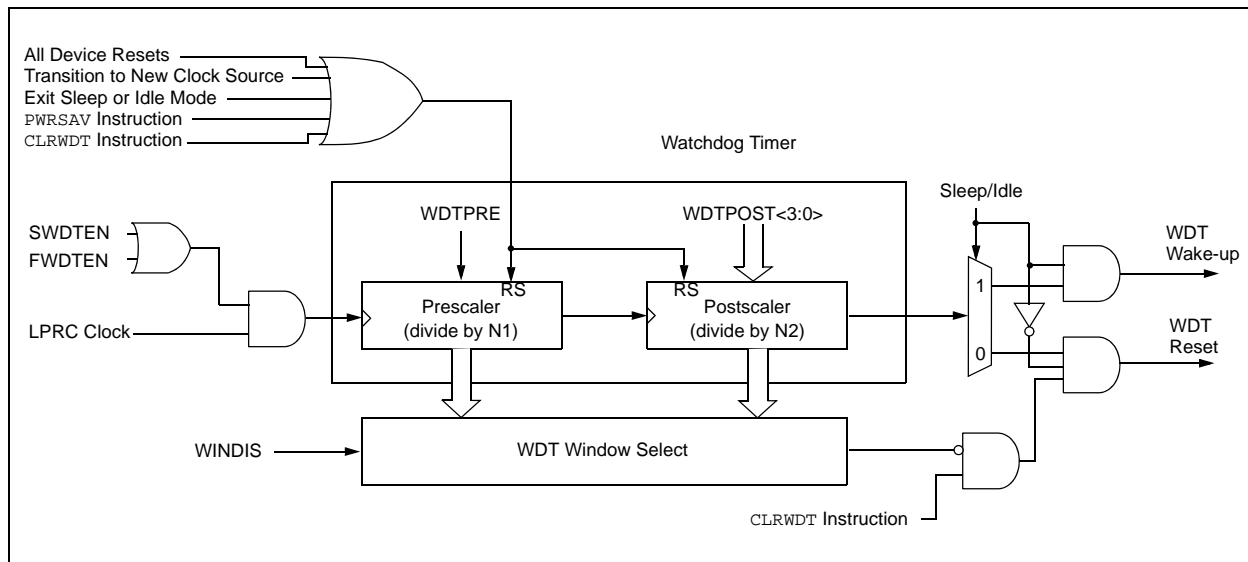 All Device Resets
Transition to New Clock Source
Exit Sleep or Idle Mode
PWRSAV Instruction
CLRWDT Instruction
Watchdog Timer
Sleep/Idle
WDTPRE
WDTPOST<3:0>
SWDTEN
FWDTEN
WDT
Wake-up
RS
RS
1
Prescaler
(divide by N1)
Postscaler
(divide by N2)
LPRC Clock
WDT
Reset
0
WINDIS
WDT Window Select
CLRWDT Instruction